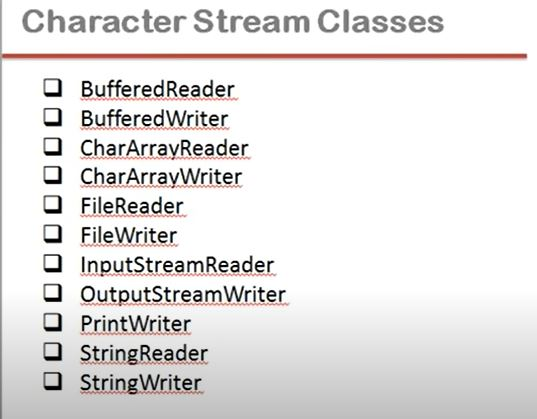 Character Stream Classes
BufferedReader
BufferedWriter
CharArrayReader
CharArrayWriter
FileReader
FileWriter
InputStreamReader
OutputStreamWriter
PrintWriter
StringReader
StringWriter